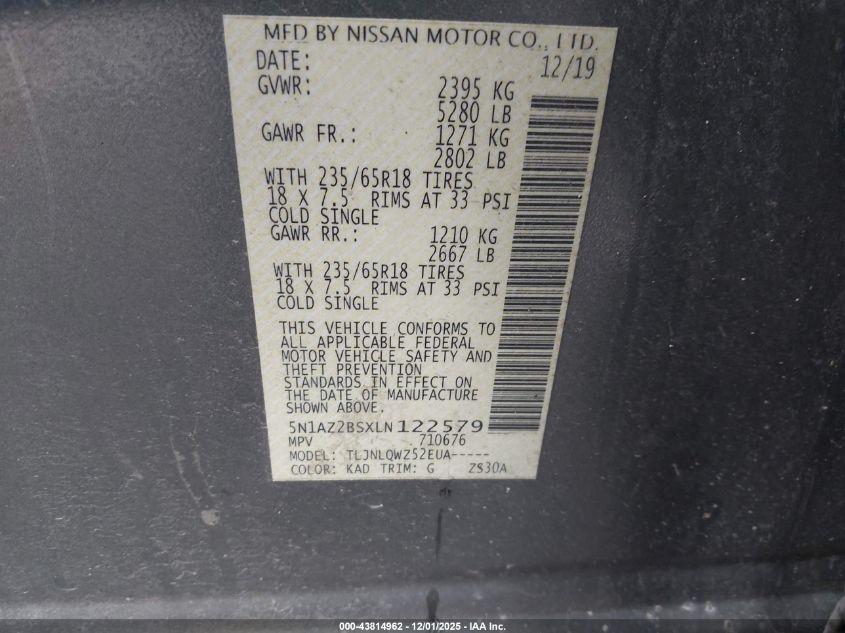 MFD BY NISSAN MOTOR CO., LTD.
DATE: 12/19
GVWR: 2395 KG
5280 LB
GAWR FR.: 1271 KG
2802 LB
WITH 235/65R18 TIRES
18 X 7.5 RIMS AT 33 PSI
COLD SINGLE
GAWR RR.: 1210 KG
2667 LB
WITH 235/65R18 TIRES
18 X 7.5 RIMS AT 33 PSI
COLD SINGLE
THIS VEHICLE CONFORMS TO
ALL APPLICABLE FEDERAL
MOTOR VEHICLE SAFETY AND
THEFT PREVENTION
STANDARDS IN EFFECT ON
THE DATE OF MANUFACTURE
SHOWN ABOVE.
5N1AZ2BSXLN122579
MPV 710676
MODEL: TLJNLQWZ52EUA-----
COLOR: KAD TRIM: G ZS30A
000-43814962 - 12/01/2025 - IAA Inc.